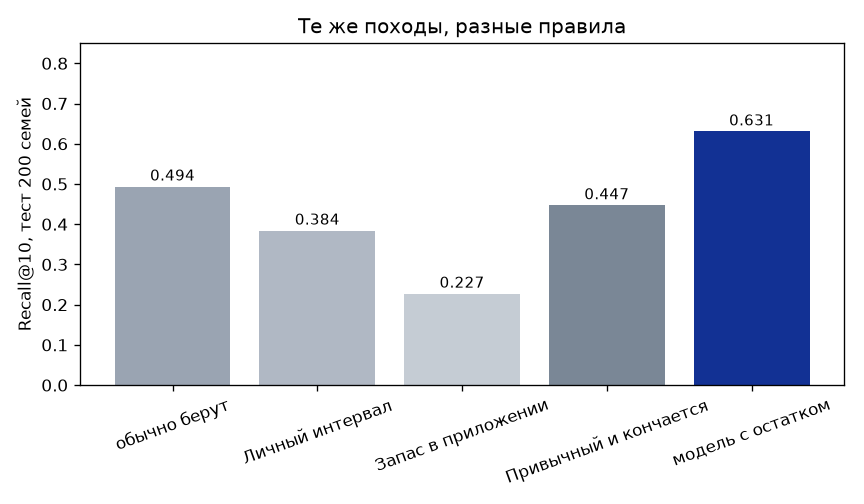 Те же походы, разные правила
Recall@10, тест 200 семей
0.8
0.7
0.6
0.5
0.4
0.3
0.2
0.1
0.0
0.494
0.384
0.227
0.447
0.631
обычно берут
Личный интервал
Запас в приложении
Привычный и кончается
модель с остатком